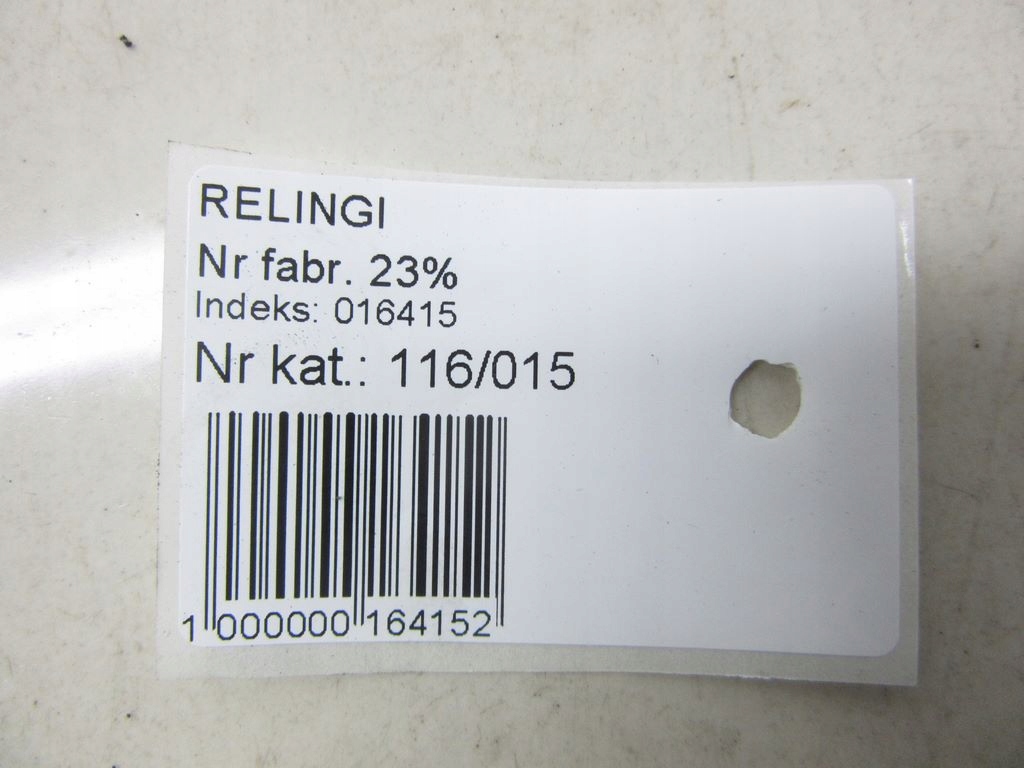 RELINGI
Nr fabr. 23%
Indeks: 016415
Nr kat.: 116/015
1 000000 164152